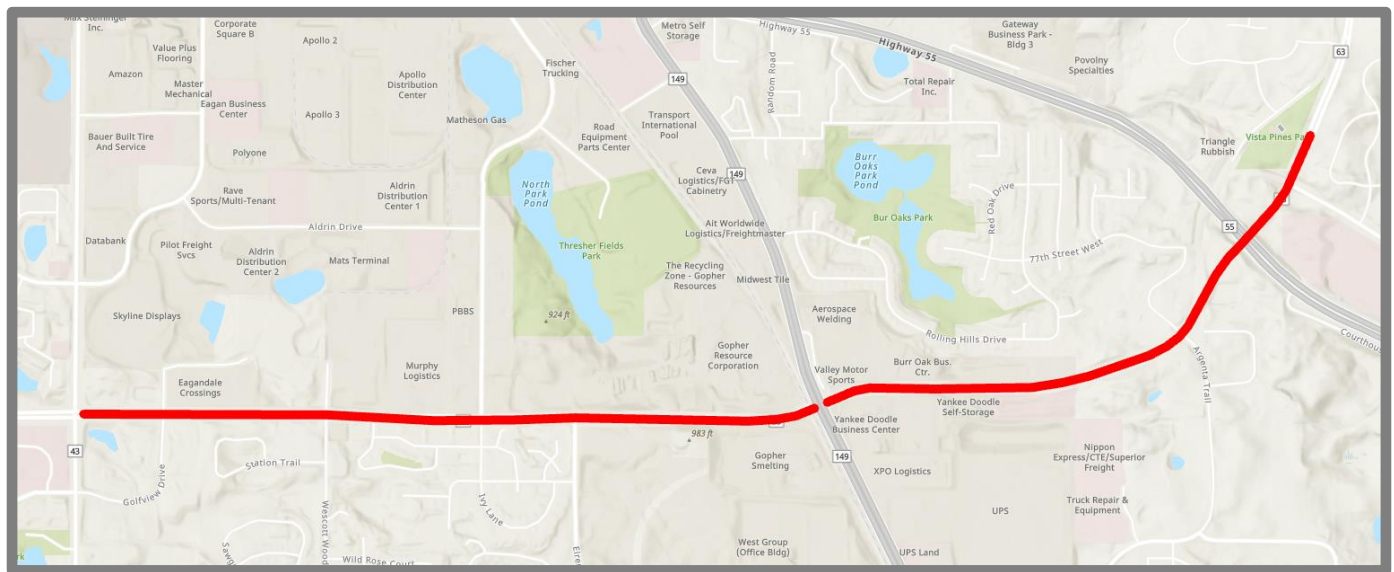 Inc.
Corporate
Square B
Apollo 2
Metro Self
Storage
Highway 55
Highway 55
Gateway
Business Park -
Bldg 3
63
Value Plus
Flooring
Amazon
Master
Mechanical
Eagan Business
Center
Apollo
Distribution
Center
Apollo 3
Matheson Gas
Fischer
Trucking
149
Random Road
Total Repair
Inc.
Povolny
Specialties
Bauer Built Tire
And Service
Polyone
Road
Equipment
Parts Center
Transport
International
Pool
Triangle
Rubbish
Vista Pines Pa
Rave
Sports/Multi-Tenant
Aldrin
Distribution
Center 1
North
Park
Pond
Ceva
Logistics/FGT
Cabinetry
149
Burr
Oaks
Park
Pond
Red Oak Drive
Aldrin Drive
Databank
Pilot Freight
Svcs
Aldrin
Distribution
Center 2
Mats Terminal
Thresher Fields
Park
Ait Worldwide
Logistics/Freightmaster
Bur Oaks Park
55
77th Street West
The Recycling
Zone - Gopher
Resources
Midwest Tile
Skyline Displays
PBBS
924 ft
Aerospace
Welding
Rolling Hills Drive
Courthous
Gopher
Resource
Corporation
Murphy
Logistics
Eagandale
Crossings
Valley Motor
Sports
Burr Oak Bus.
Ctr.
Argenta Trail
Yankee Doodle
Self-Storage
Yankee Doodle
Business Center
983 ft
43
Station Trail
Golfview Drive
Gopher
Smelting
149
XPO Logistics
Nippon
Express/CTE/Superior
Freight
Ivy Lane
Wescott Wood
UPS
Truck Repair &
Equipment
West Group
(Office Bldg)
UPS Land
Wild Rose Court